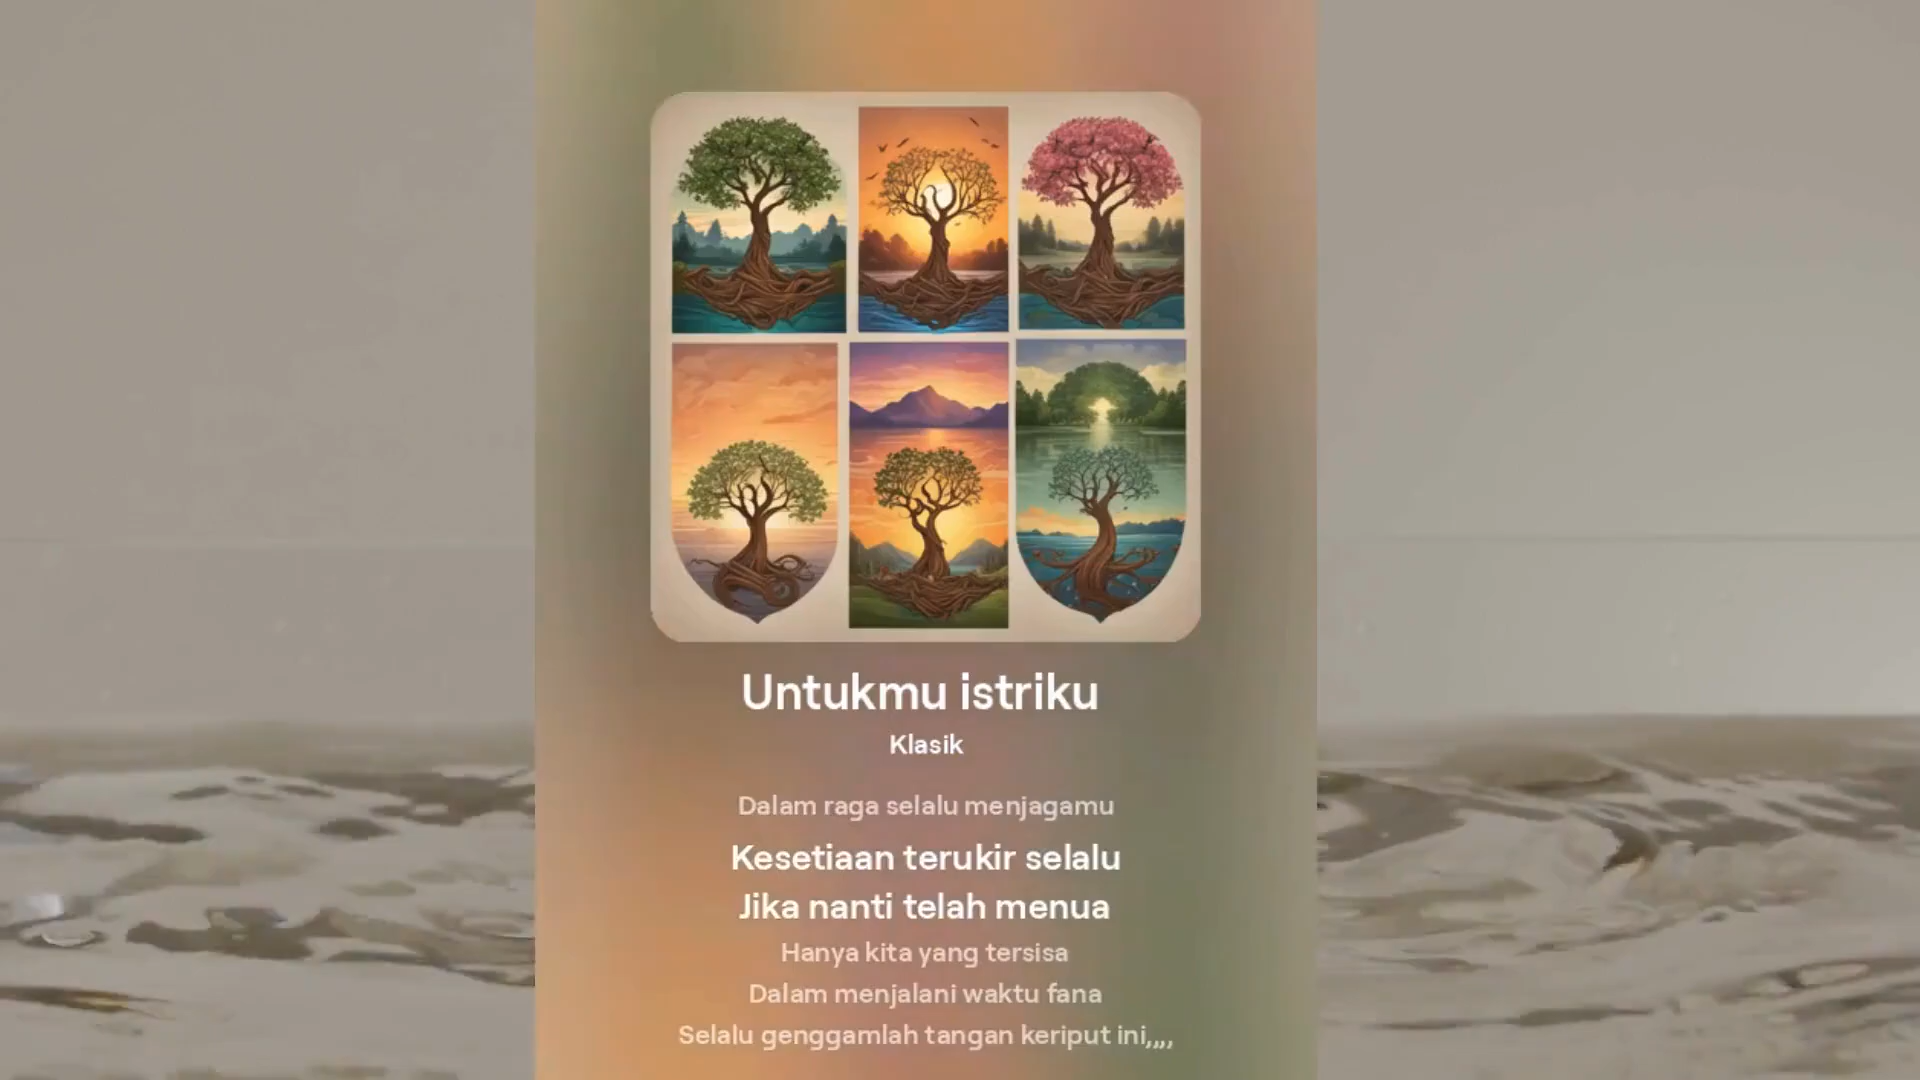 Untukmu istriku
Klasik
Dalam raga selalu menjagamu
Kesetiaan terukir selalu
Jika nanti telah menua
Hanya kita yang tersisa
Dalam menjalani waktu fana
Selalu genggamlah tangan keriput ini,,,,